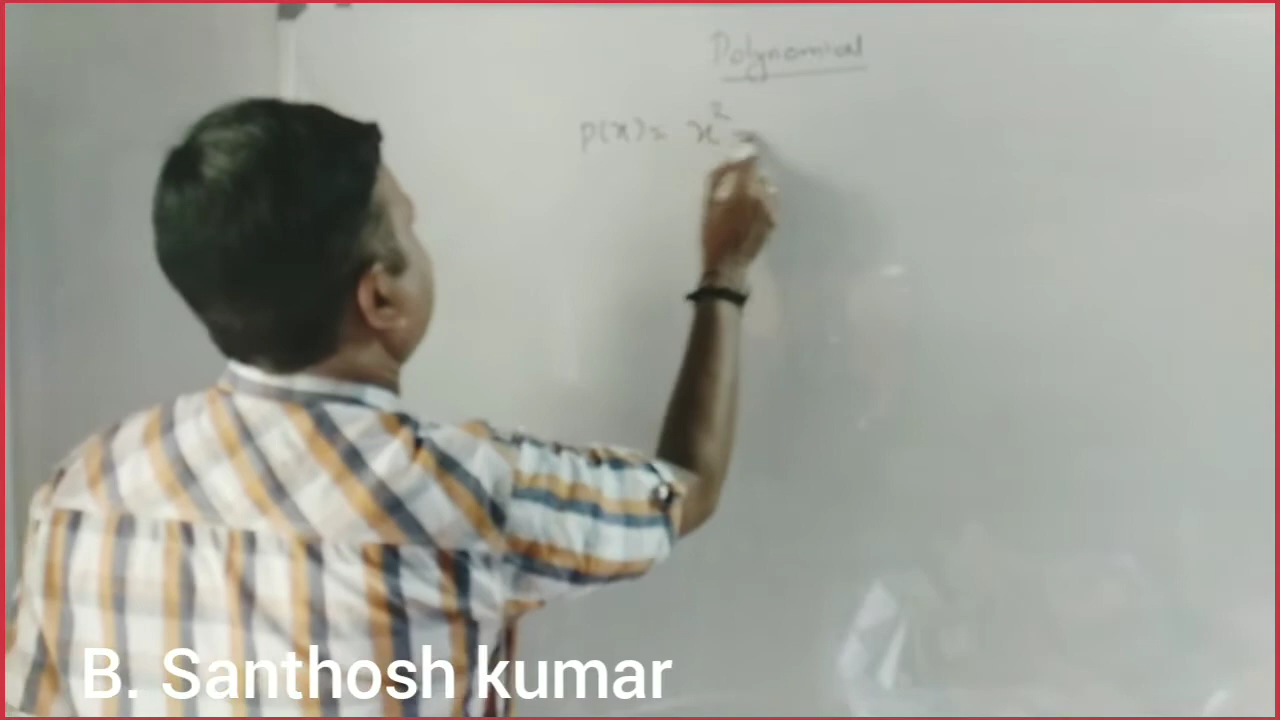 Polynomial
p(x) = x² -
B. Santhosh kumar